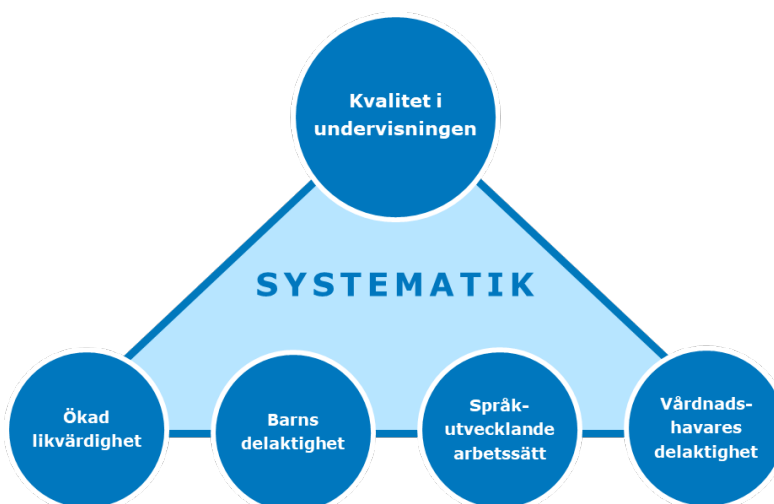 Kvalitet i
undervisningen
SYSTEMATIK
Ökad
likvärdighet
Barns
delaktighet
Språk-
utvecklande
arbetssätt
Vårdnads-
havares
delaktighet